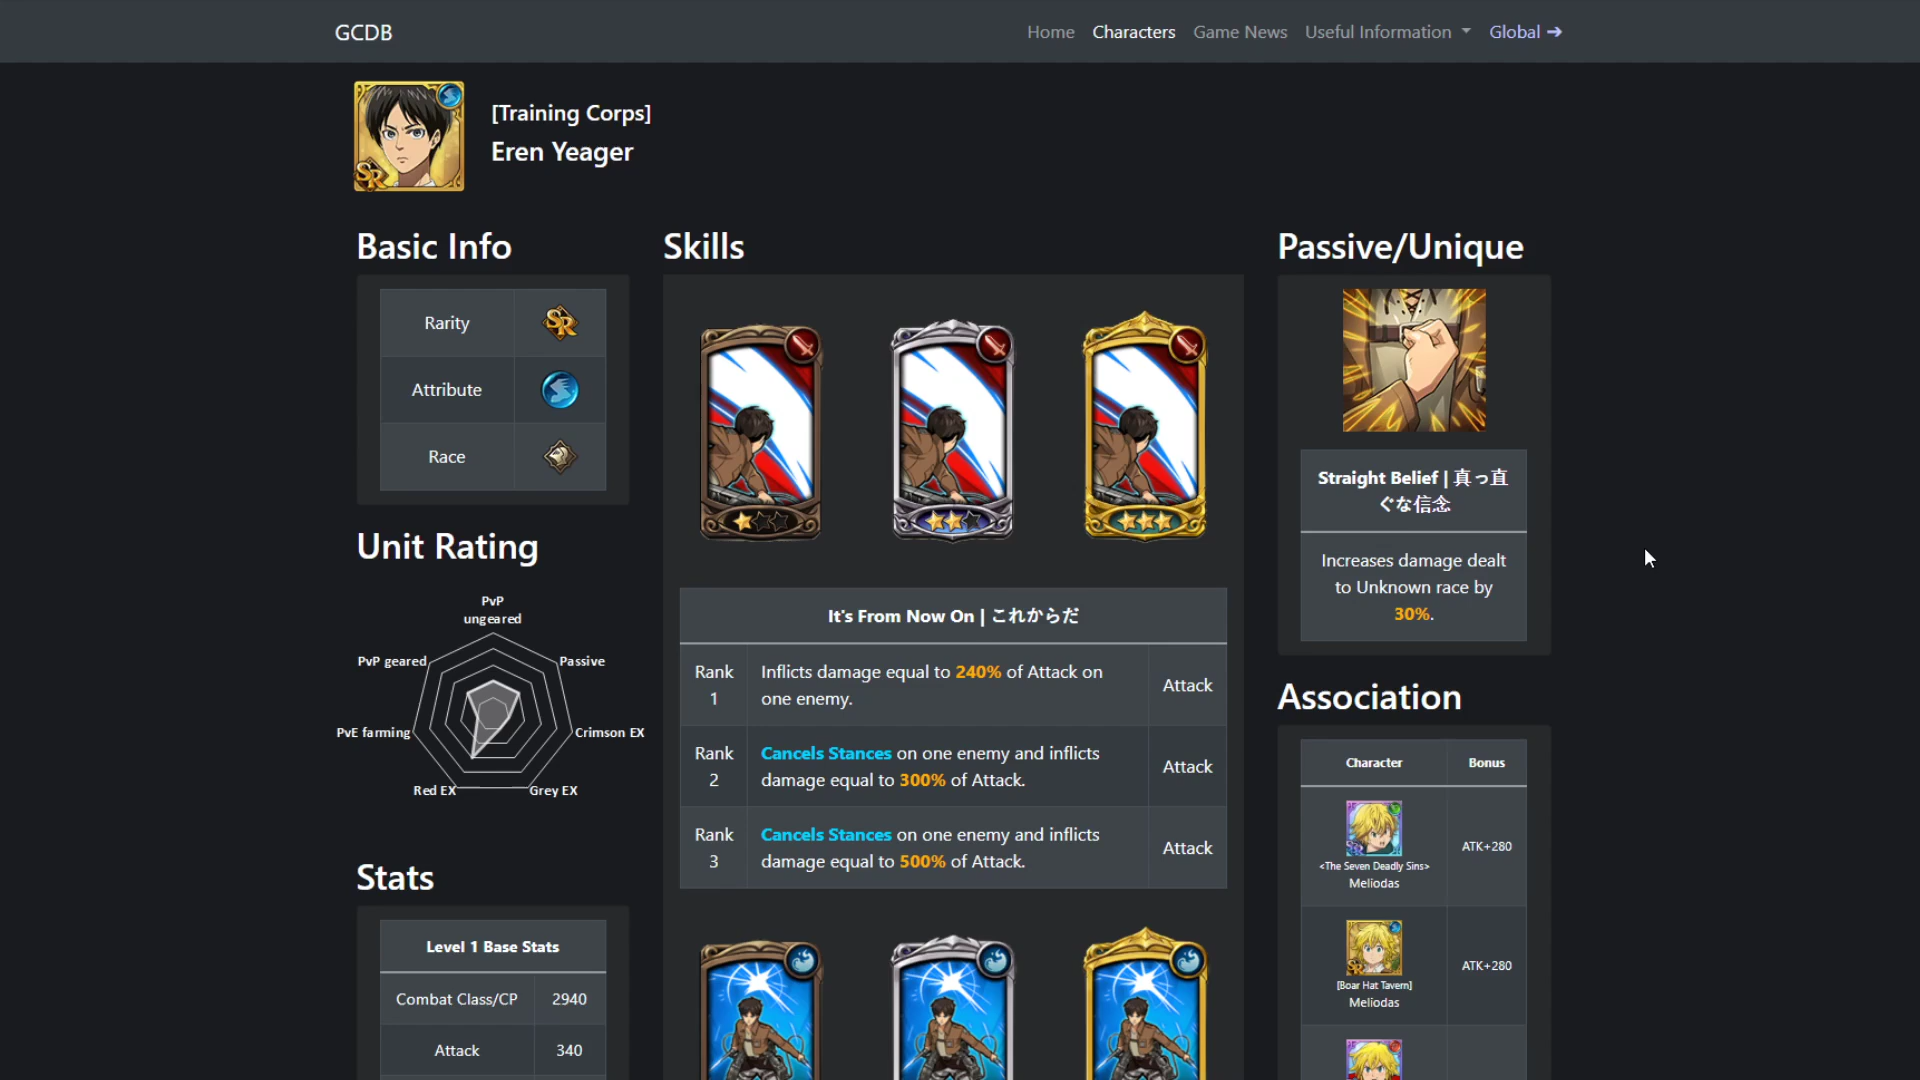 GCDB
Home
Characters
Game News
Useful Information
Global
[Training Corps]
Eren Yeager
SR
Basic Info
Rarity
SR
Attribute
Race
Unit Rating
PvP
ungeared
PvP geared
Passive
PvE farming
Crimson EX
Red EX
Grey EX
Stats
Level 1 Base Stats
Combat Class/CP
2940
Attack
340
Skills
It's From Now On | これからだ
Rank
1
Inflicts damage equal to 240% of Attack on
one enemy.
Attack
Rank
2
Cancels Stances on one enemy and inflicts
damage equal to 300% of Attack.
Attack
Rank
3
Cancels Stances on one enemy and inflicts
damage equal to 500% of Attack.
Attack
Passive/Unique
Straight Belief | 真っ直
ぐな信念
Increases damage dealt
to Unknown race by
30%.
Association
Character
Bonus
<The Seven Deadly Sins>
Meliodas
ATK+280
SR
[Boar Hat Tavern]
Meliodas
ATK+280